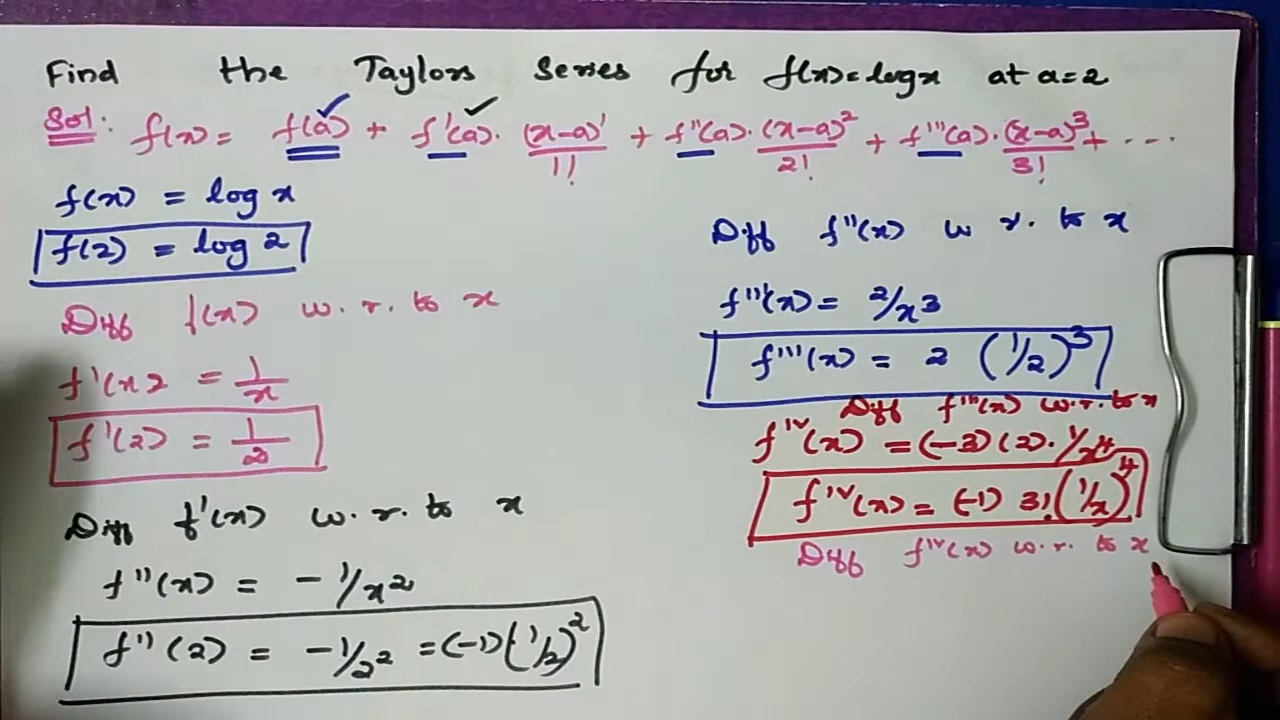 Find the Taylors Series for f(x)=logx at a=2
Sol: f(x) = f(a) + f'(a). (x-a)'/1! + f''(a). (x-a)²/2! + f'''(a). (x-a)³/3! + ...
f(x) = log x
f(2) = log 2
Diff f(x) w.r. to x
f'(x) = 1/x
f'(2) = 1/2
Diff f'(x) w.r. to x
f''(x) = -1/x²
f''(2) = -1/2² = (-1)(1/2)²
Diff f''(x) w r. to x
f'''(x) = 2/x3
f'''(x) = 2 (1/2)³
Diff f'''(x) w.r. to x
f'ᵛ(x) = (-3)(2). 1/x⁴
f'ᵛ(x) = (-1) 3! (1/x)⁴
Diff f'ᵛ(x) w.r. to x